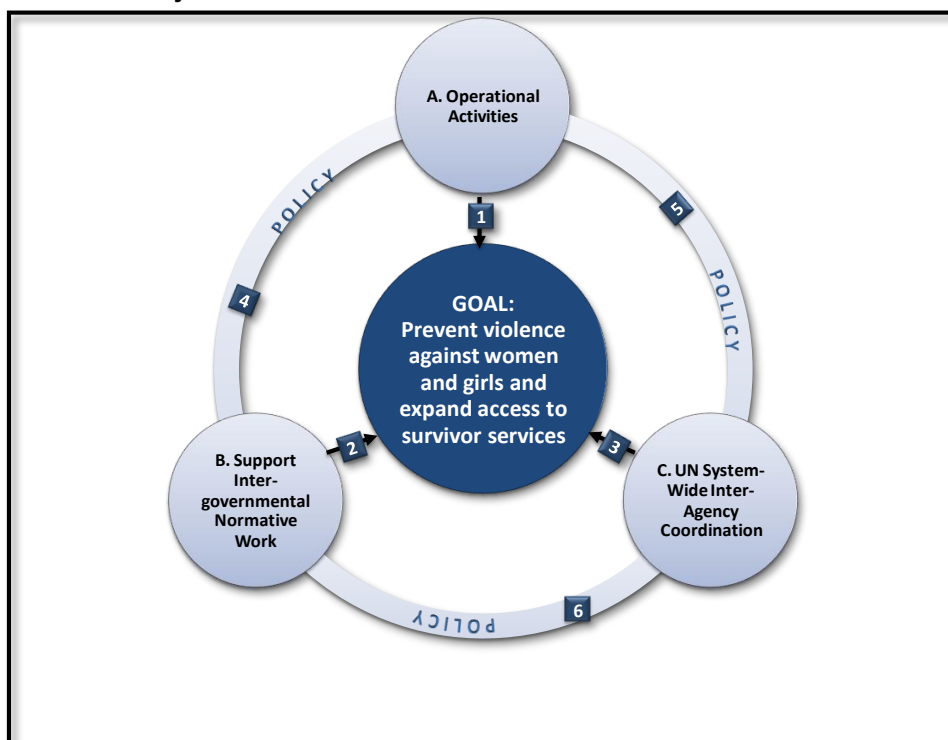 A. Operational
Activities
POLICY
1
5
4
POLICY
GOAL:
Prevent violence
against women
and girls and
expand access to
survivor services
2
3
B. Support
Inter-
governmental
Normative
Work
C. UN System-
Wide Inter-
Agency
Coordination
6
POLICY